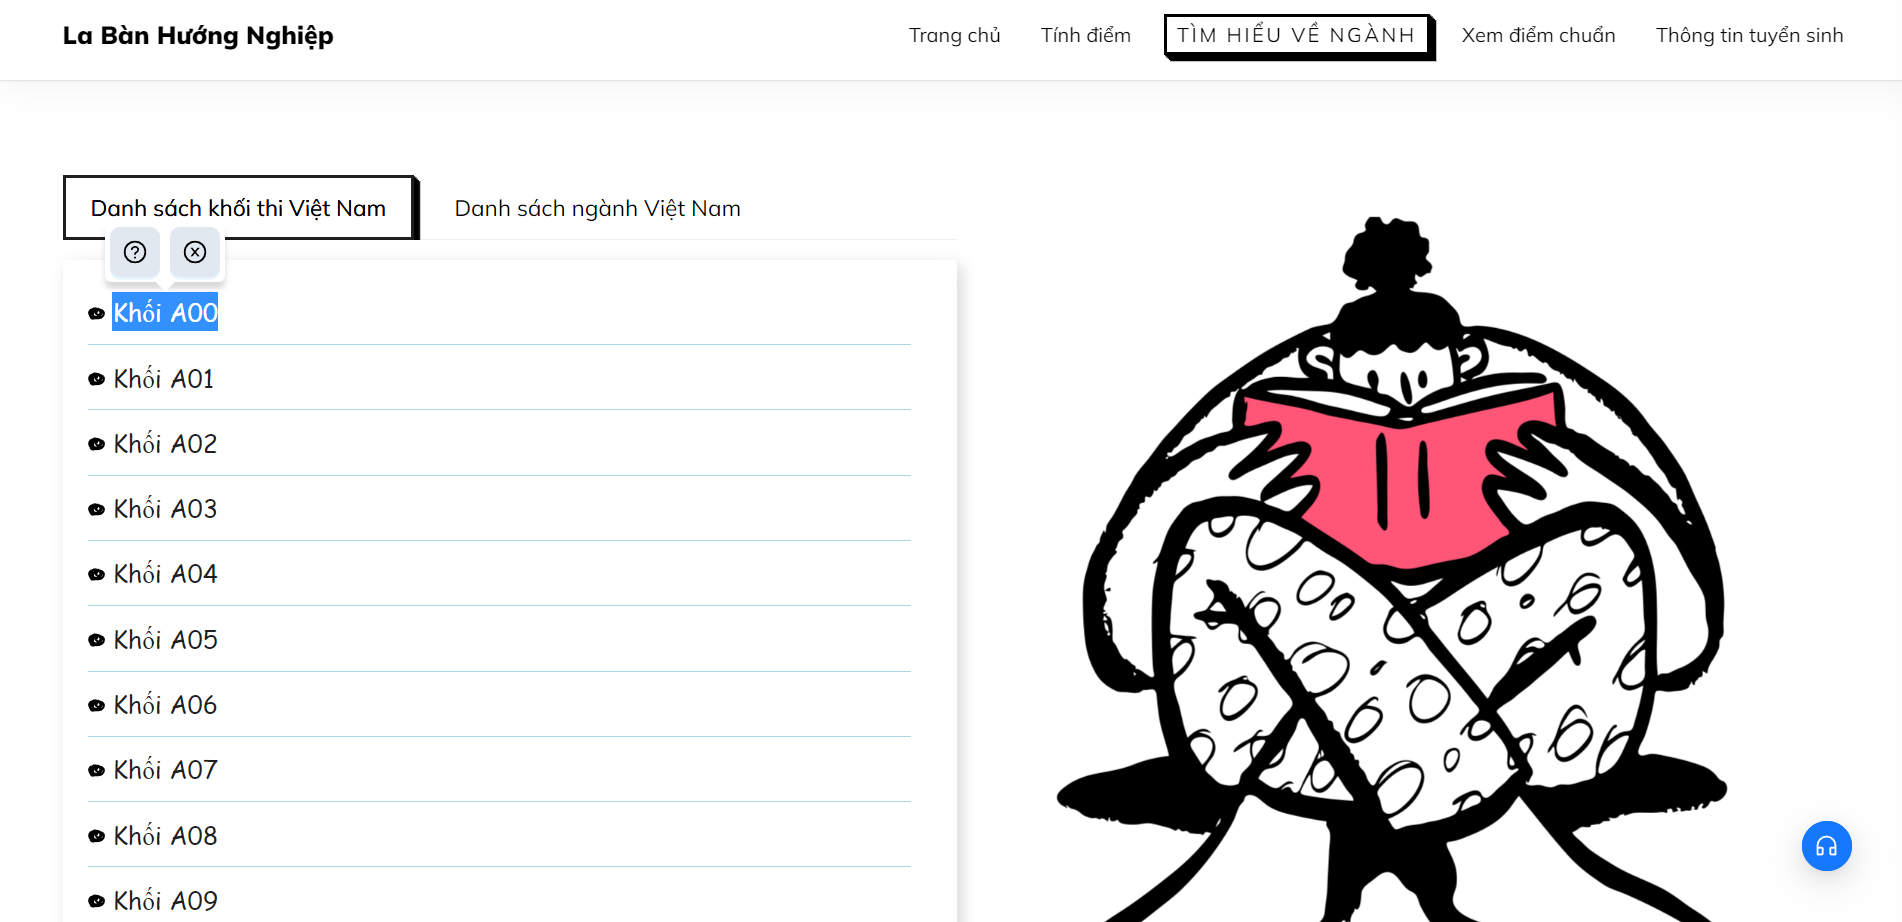 La Bàn Hướng Nghiệp
Trang chủ
Tính điểm
TÌM HIỂU VỀ NGÀNH
Xem điểm chuẩn
Thông tin tuyển sinh
Danh sách khối thi Việt Nam
Danh sách ngành Việt Nam
Khối A00
Khối A01
Khối A02
Khối A03
Khối A04
Khối A05
Khối A06
Khối A07
Khối A08
Khối A09